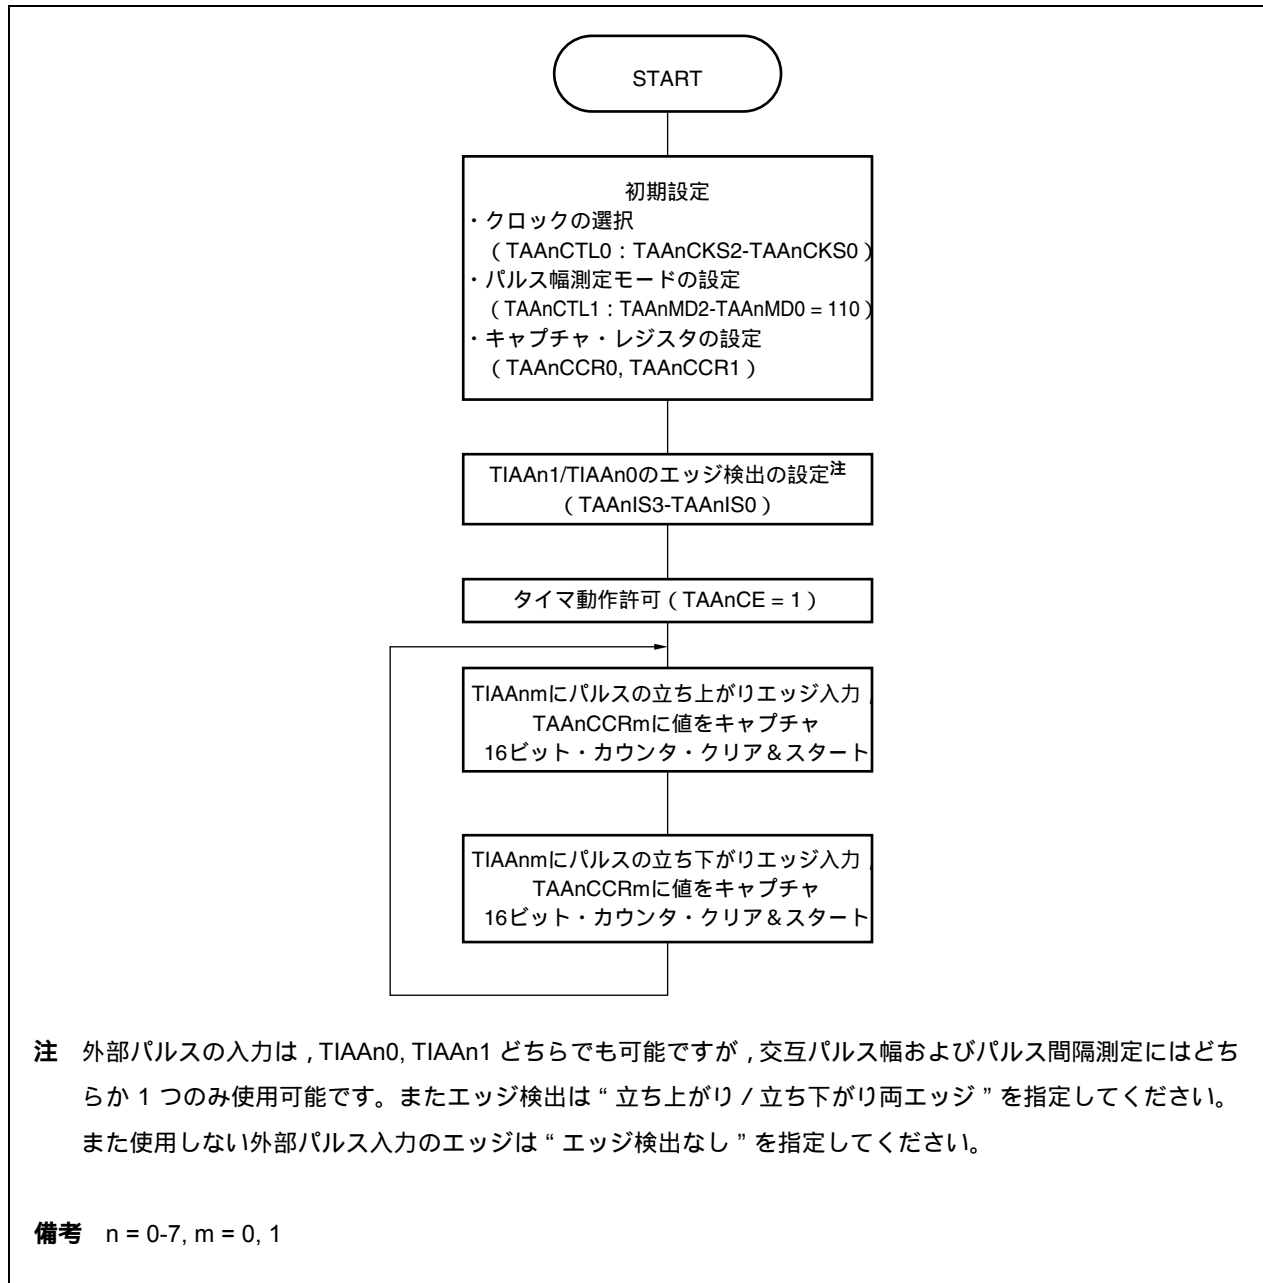 START
初期設定
・クロックの選択
（TAAnCTL0：TAAnCKS2-TAAnCKS0）
・パルス幅測定モードの設定
（TAAnCTL1：TAAnMD2-TAAnMD0 = 110）
・キャプチャ・レジスタの設定
（TAAnCCR0, TAAnCCR1）
TIAAn1/TIAAn0のエッジ検出の設定注
（TAAnIS3-TAAnIS0）
タイマ動作許可（TAAnCE = 1）
TIAAnmにパルスの立ち上がりエッジ入力，
TAAnCCRmに値をキャプチャ
16ビット・カウンタ・クリア＆スタート
TIAAnmにパルスの立ち下がりエッジ入力，
TAAnCCRmに値をキャプチャ
16ビット・カウンタ・クリア＆スタート
注　外部パルスの入力は，TIAAn0, TIAAn1 どちらでも可能ですが，交互パルス幅およびパルス間隔測定にはどち
らか 1 つのみ使用可能です。またエッジ検出は“ 立ち上がり / 立ち下がり両エッジ ”を指定してください。
また使用しない外部パルス入力のエッジは“ エッジ検出なし ”を指定してください。
備考　n = 0-7, m = 0, 1